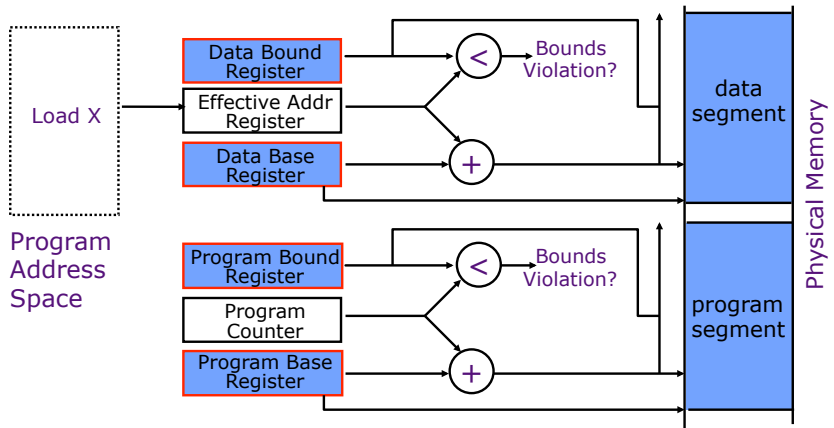 Load X
Program
Address
Space
Data Bound
Register
Effective Addr
Register
Data Base
Register
<
+
Bounds
Violation?
data
segment
Program Bound
Register
Program
Counter
Program Base
Register
<
+
Bounds
Violation?
program
segment
Physical Memory